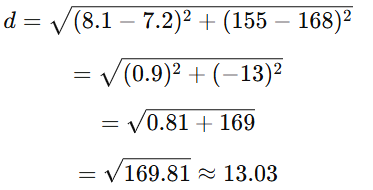 d = √(8.1 − 7.2)² + (155 − 168)²
= √(0.9)² + (−13)²
= √0.81 + 169
= √169.81 ≈ 13.03